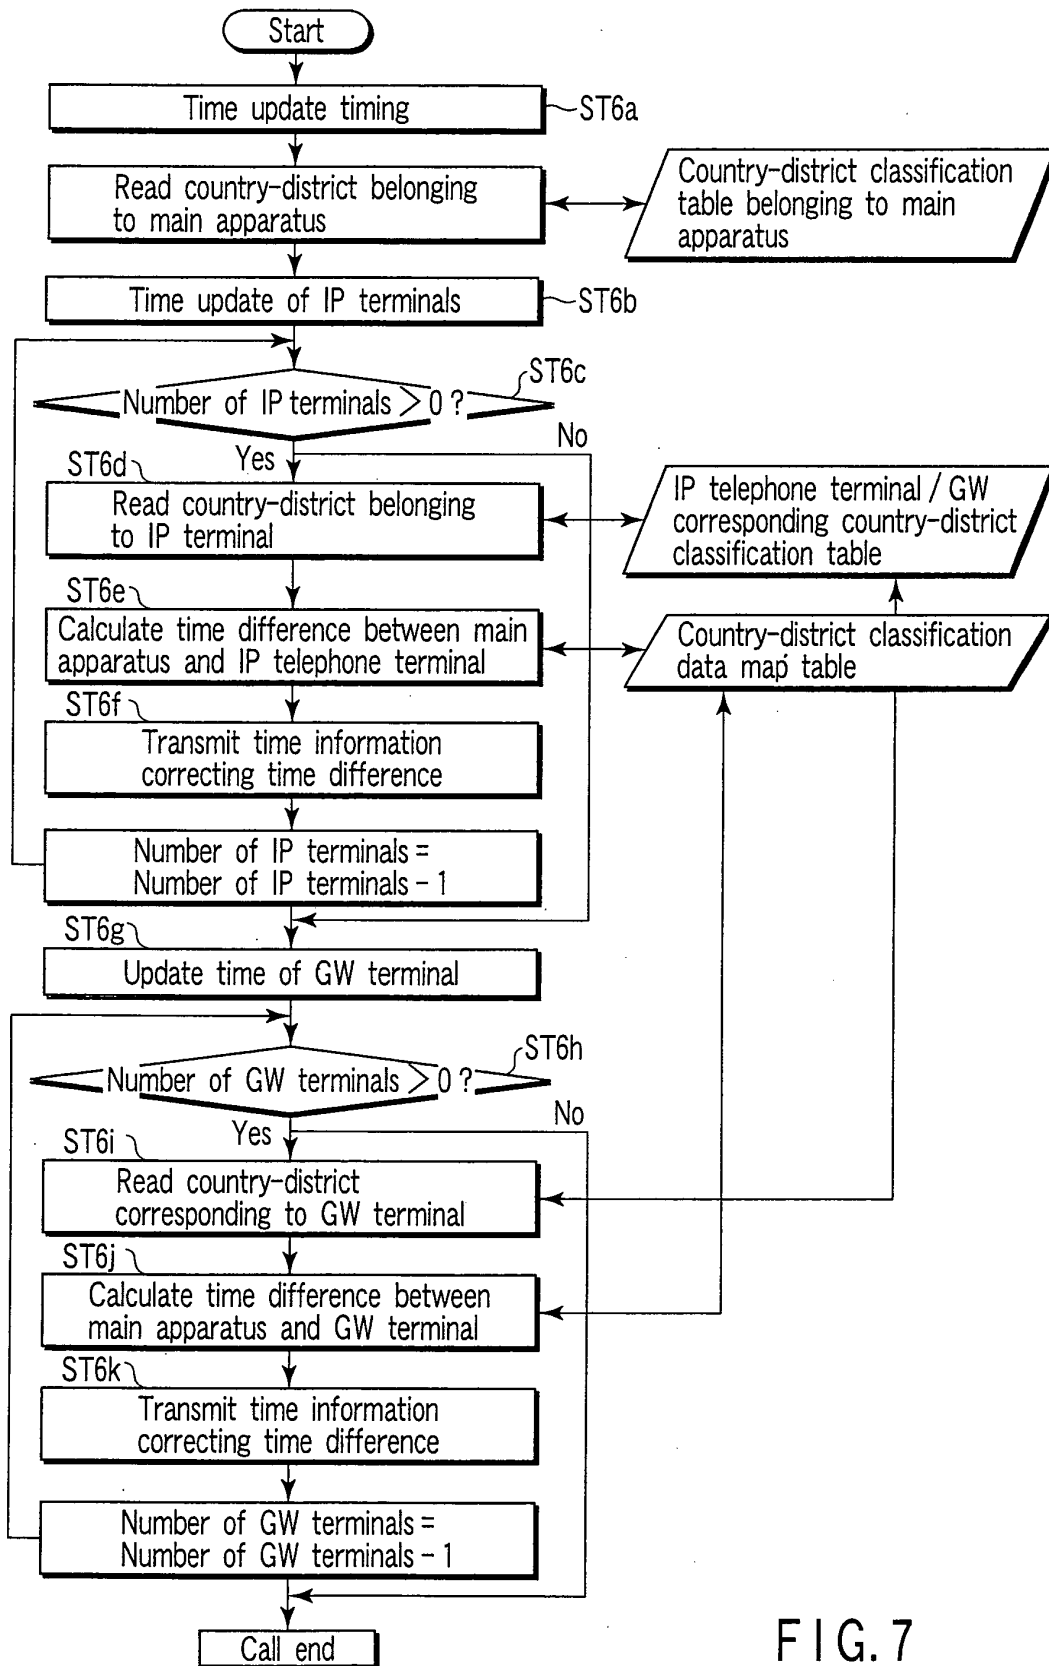 Start
Time update timing
ST6a
Read country-district belonging
to main apparatus
Country-district classification
table belonging to main
apparatus
Time update of IP terminals
ST6b
ST6c
Number of IP terminals > 0 ?
No
Yes
ST6d
Read country-district belonging
to IP terminal
IP telephone terminal / GW
corresponding country-district
classification table
ST6e
Calculate time difference between main
apparatus and IP telephone terminal
Country-district classification
data map table
ST6f
Transmit time information
correcting time difference
Number of IP terminals =
Number of IP terminals - 1
ST6g
Update time of GW terminal
ST6h
Number of GW terminals > 0 ?
No
Yes
ST6i
Read country-district
corresponding to GW terminal
ST6j
Calculate time difference between
main apparatus and GW terminal
ST6k
Transmit time information
correcting time difference
Number of GW terminals =
Number of GW terminals - 1
Call end
FIG. 7